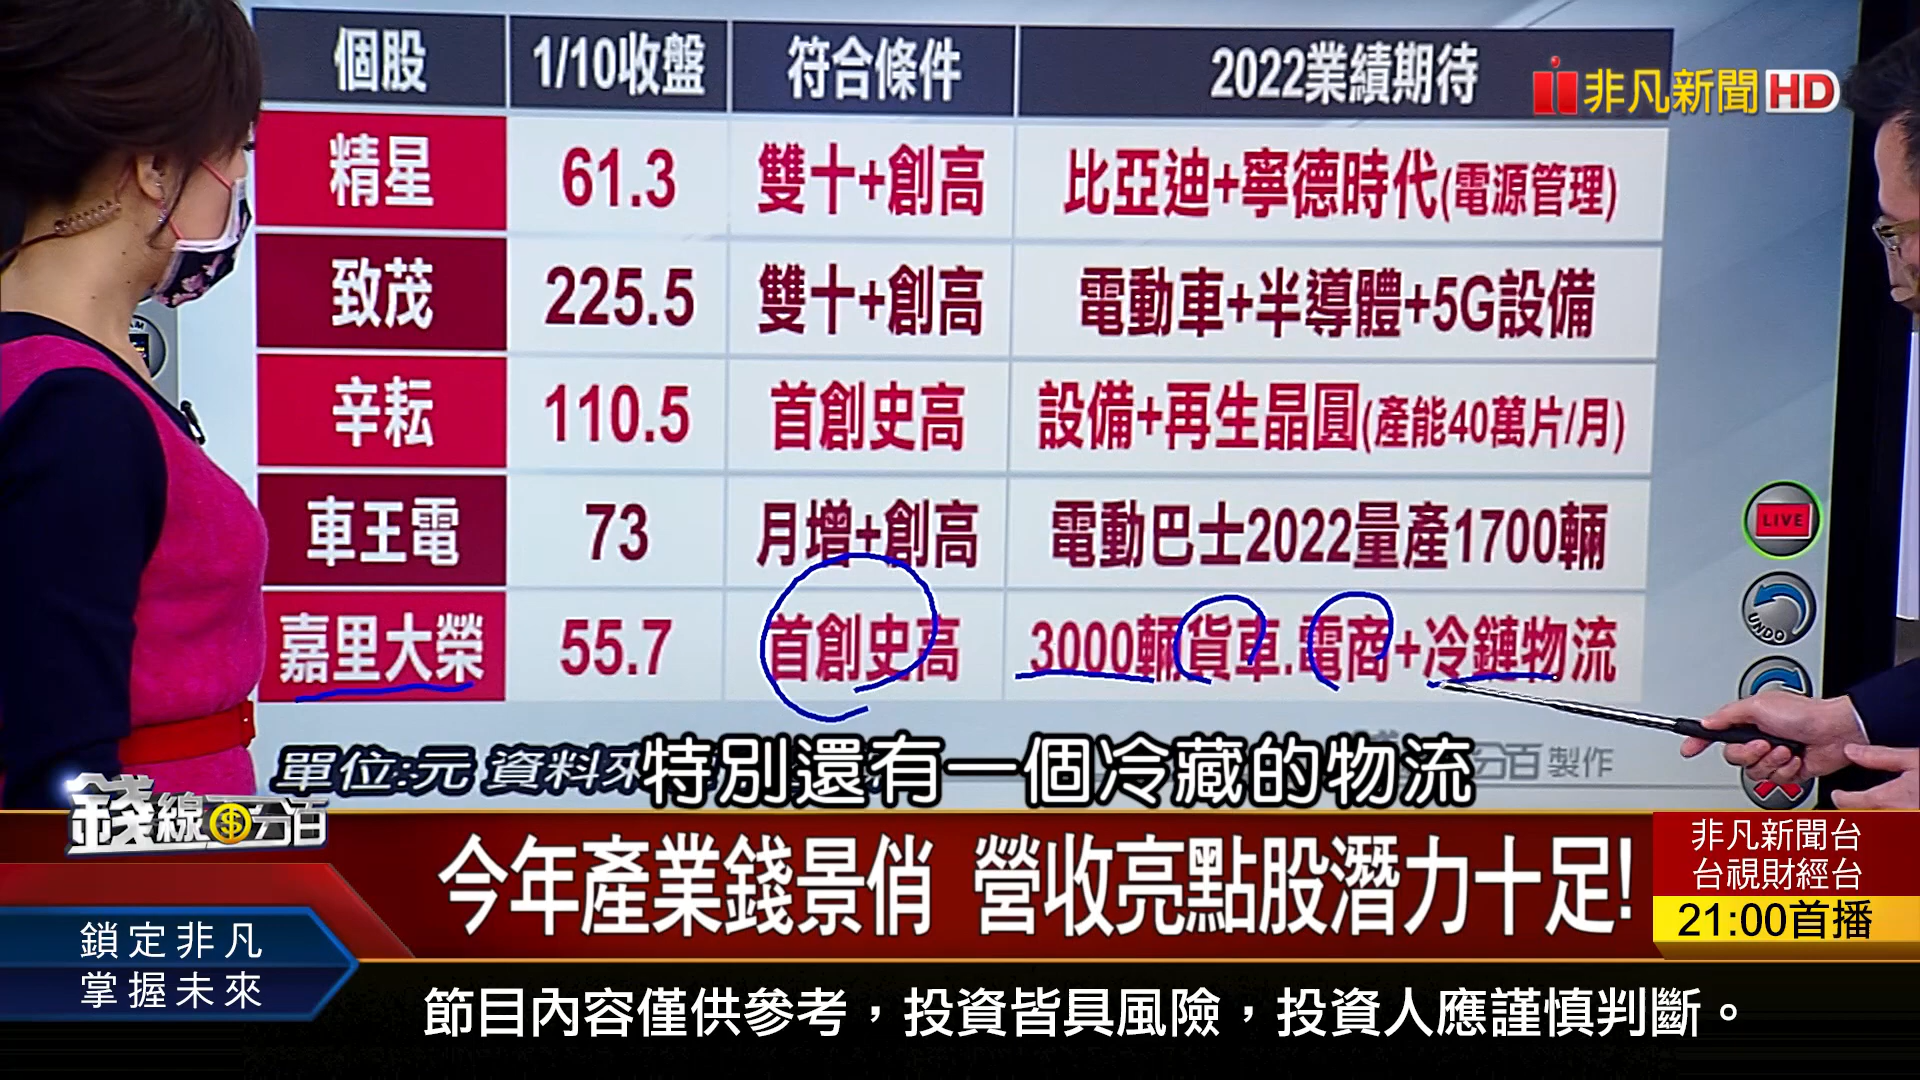 個股 1/10收盤 符合條件 2022業績期待
非凡新聞HD
精星 61.3 雙十+創高 比亞迪+寧德時代(電源管理)
致茂 225.5 雙十+創高 電動車+半導體+5G設備
辛耘 110.5 首創史高 設備+再生晶圓(產能40萬片/月)
車王電 73 月增+創高 電動巴士2022量產1700輛
嘉里大榮 55.7 首創史高 3000輛貨車.電商+冷鏈物流
LIVE
UNDO
單位:元 資料 分百製作
特別還有一個冷藏的物流
錢線百分百
今年產業錢景俏 營收亮點股潛力十足!
非凡新聞台
台視財經台
21:00首播
鎖定非凡
掌握未來
節目內容僅供參考，投資皆具風險，投資人應謹慎判斷。